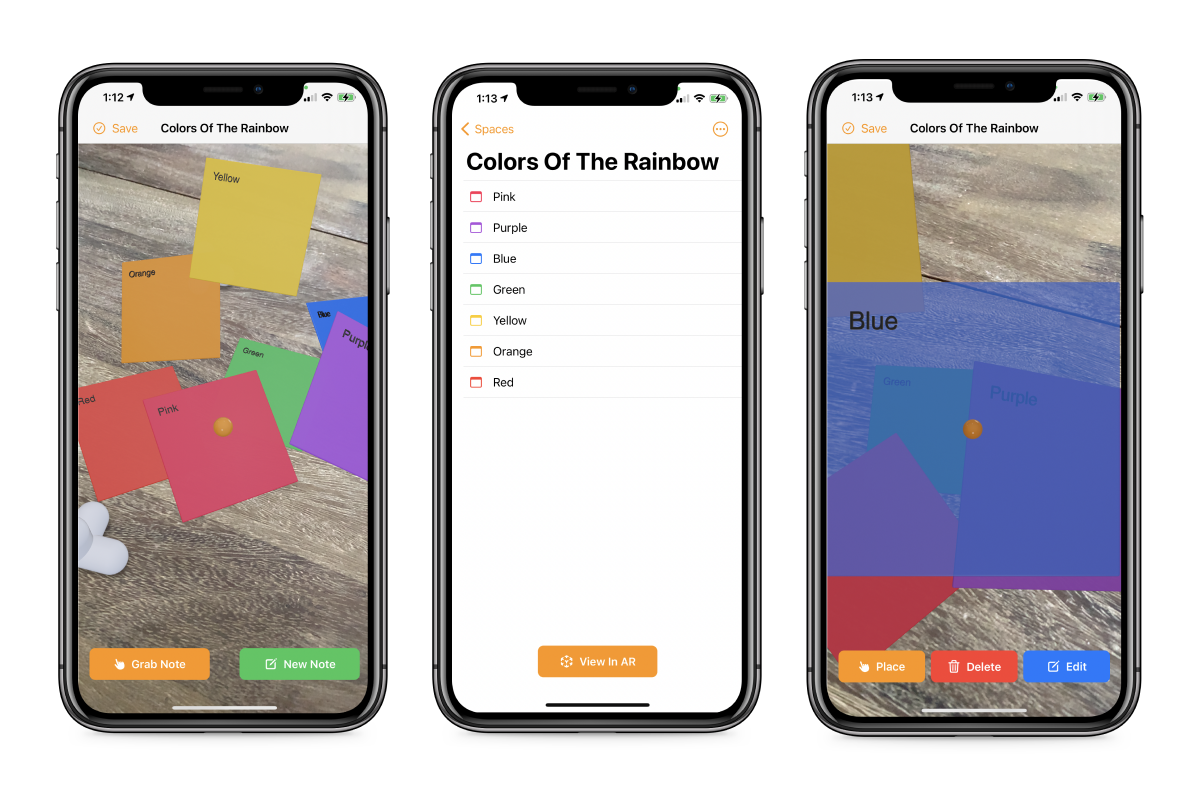 1:12
Save Colors Of The Rainbow
Yellow
Orange
Blue
Purple
Green
Red
Pink
Grab Note New Note
1:13
Spaces
Colors Of The Rainbow
Pink
Purple
Blue
Green
Yellow
Orange
Red
View In AR
1:13
Save Colors Of The Rainbow
Blue
Green
Purple
Place Delete Edit